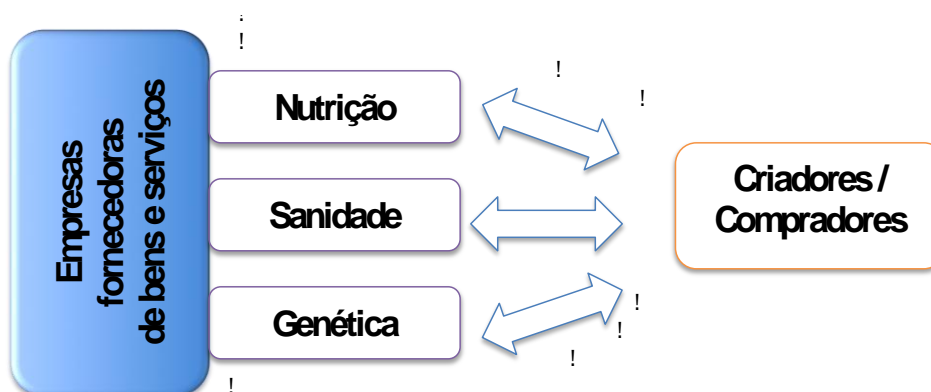 Empresas
fornecedoras
de bens e serviços
!
!
Nutrição
!
!
Sanidade
Genética
!
!
!
!
Criadores /
Compradores